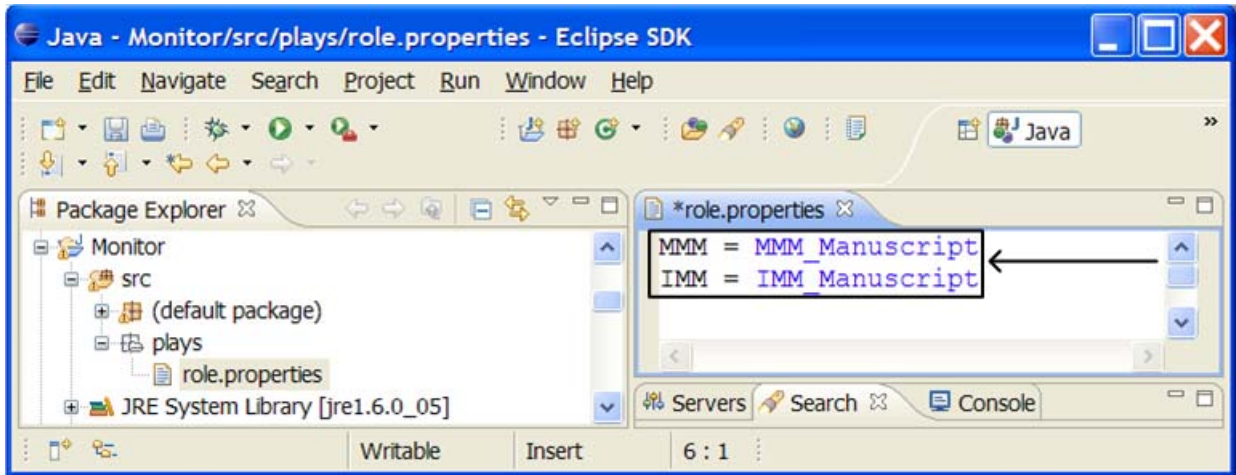 Java - Monitor/src/plays/role.properties - Eclipse SDK
File Edit Navigate Search Project Run Window Help
Java
»
Package Explorer
*role.properties
Monitor
src
(default package)
plays
role.properties
JRE System Library [jre1.6.0_05]
MMM = MMM_Manuscript
IMM = IMM_Manuscript
Servers Search Console
Writable Insert 6 : 1